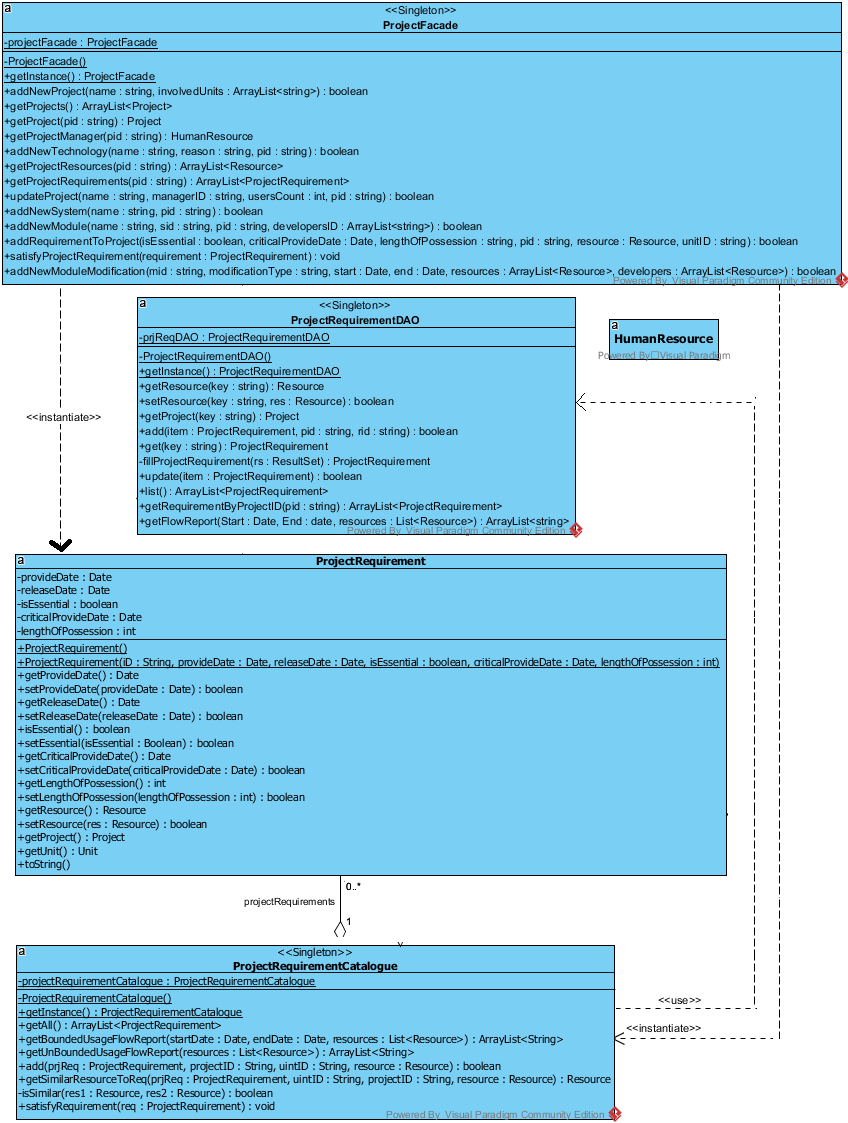 a
<<Singleton>>
ProjectFacade
-projectFacade : ProjectFacade
-ProjectFacade()
+getInstance() : ProjectFacade
+addNewProject(name : string, involvedUnits : ArrayList<string>) : boolean
+getProjects() : ArrayList<Project>
+getProject(pid : string) : Project
+getProjectManager(pid : string) : HumanResource
+addNewTechnology(name : string, reason : string, pid : string) : boolean
+getProjectResources(pid : string) : ArrayList<Resource>
+getProjectRequirements(pid : string) : ArrayList<ProjectRequirement>
+updateProject(name : string, managerID : string, usersCount : int, pid : string) : boolean
+addNewSystem(name : string, pid : string) : boolean
+addNewModule(name : string, sid : string, pid : string, developersID : ArrayList<string>) : boolean
+addRequirementToProject(isEssential : boolean, criticalProvideDate : Date, lengthOfPossession : string, pid : string, resource : Resource, unitID : string) : boolean
+satisfyProjectRequirement(requirement : ProjectRequirement) : void
+addNewModuleModification(mid : string, modificationType : string, start : Date, end : Date, resources : ArrayList<Resource>, developers : ArrayList<Resource>) : boolean
Powered By Visual Paradigm Community Edition
a
<<Singleton>>
ProjectRequirementDAO
-prjReqDAO : ProjectRequirementDAO
-ProjectRequirementDAO()
+getInstance() : ProjectRequirementDAO
+getResource(key : string) : Resource
+setResource(key : string, res : Resource) : boolean
+getProject(key : string) : Project
+add(item : ProjectRequirement, pid : string, rid : string) : boolean
+get(key : string) : ProjectRequirement
-fillProjectRequirement(rs : ResultSet) : ProjectRequirement
+update(item : ProjectRequirement) : boolean
+list() : ArrayList<ProjectRequirement>
+getRequirementByProjectID(pid : string) : ArrayList<ProjectRequirement>
+getFlowReport(Start : Date, End : date, resources : List<Resource>) : ArrayList<string>
Powered By Visual Paradigm Community Edition
a
HumanResource
Powered By Visual Paradigm
<<instantiate>>
a
ProjectRequirement
-provideDate : Date
-releaseDate : Date
-isEssential : boolean
-criticalProvideDate : Date
-lengthOfPossession : int
+ProjectRequirement()
+ProjectRequirement(iD : String, provideDate : Date, releaseDate : Date, isEssential : boolean, criticalProvideDate : Date, lengthOfPossession : int)
+getProvideDate() : Date
+setProvideDate(provideDate : Date) : boolean
+getReleaseDate() : Date
+setReleaseDate(releaseDate : Date) : boolean
+isEssential() : boolean
+setEssential(isEssential : Boolean) : boolean
+getCriticalProvideDate() : Date
+setCriticalProvideDate(criticalProvideDate : Date) : boolean
+getLengthOfPossession() : int
+setLengthOfPossession(lengthOfPossession : int) : boolean
+getResource() : Resource
+setResource(res : Resource) : boolean
+getProject() : Project
+getUnit() : Unit
+toString()
0..*
projectRequirements
1
a
<<Singleton>>
ProjectRequirementCatalogue
-projectRequirementCatalogue : ProjectRequirementCatalogue
-ProjectRequirementCatalogue()
+getInstance() : ProjectRequirementCatalogue
+getAll() : ArrayList<ProjectRequirement>
+getBoundedUsageFlowReport(startDate : Date, endDate : Date, resources : List<Resource>) : ArrayList<String>
+getUnBoundedUsageFlowReport(resources : List<Resource>) : ArrayList<String>
+add(prjReq : ProjectRequirement, projectID : String, uintID : String, resource : Resource) : boolean
+getSimilarResourceToReq(prjReq : ProjectRequirement, uintID : String, projectID : String, resource : Resource) : Resource
-isSimilar(res1 : Resource, res2 : Resource) : boolean
+satisfyRequirement(req : ProjectRequirement) : void
Powered By Visual Paradigm Community Edition
<<use>>
<<instantiate>>